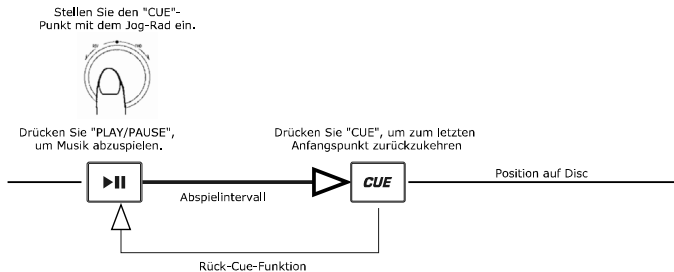 Stellen Sie den "CUE"-
Punkt mit dem Jog-Rad ein.
Drücken Sie "PLAY/PAUSE",
um Musik abzuspielen.
Drücken Sie "CUE", um zum letzten
Anfangspunkt zurückzukehren
CUE
Abspielintervall
Position auf Disc
Rück-Cue-Funktion